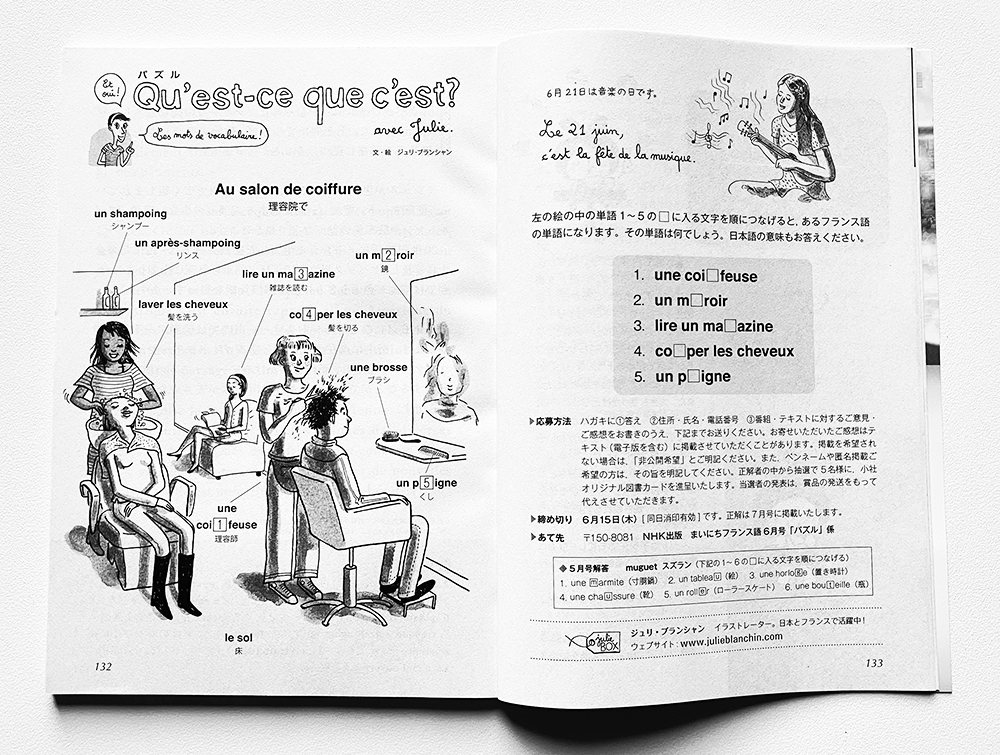 パズル
Et oui!
Qu'est-ce que c'est?
Les mots de vocabulaire!
avec Julie.
文・絵 ジュリ・ブランシャン
Au salon de coiffure
理容院で
un shampoing
シャンプー
un après-shampoing
リンス
un m2roir
鏡
lire un ma3azine
雑誌を読む
laver les cheveux
髪を洗う
co4per les cheveux
髪を切る
une brosse
ブラシ
un p5igne
くし
une
coi1feuse
理容師
le sol
床
132
6月21日は音楽の日です。
Le 21 juin,
c'est la fête de la musique.
左の絵の中の単語1~5の□に入る文字を順につなげると、あるフランス語
の単語になります。その単語は何でしょう。日本語の意味もお答えください。
1. une coi□feuse
2. un m□roir
3. lire un ma□azine
4. co□per les cheveux
5. un p□igne
▶応募方法 ハガキに①答え ②住所・氏名・電話番号 ③番組・テキストに対するご意見・
ご感想をお書きのうえ、下記までお送りください。お寄せいただいたご感想はテ
キスト(電子版を含む)に掲載させていただくことがあります。掲載を希望され
ない場合は、「非公開希望」とご明記ください。また、ペンネームや匿名掲載ご
希望の方は、その旨を明記してください。正解者の中から抽選で5名様に、小社
オリジナル図書カードを進呈いたします。当選者の発表は、賞品の発送をもって
代えさせていただきます。
▶締め切り 6月15日(木)[同日消印有効]です。正解は7月号に掲載いたします。
▶あて先 〒150-8081 NHK出版 まいにちフランス語6月号「パズル」係
◆5月号解答 muguet スズラン(下記の1~6の□に入る文字を順につなげる)
1. une marmite(寸胴鍋) 2. un tableau(絵) 3. une horloge(置き時計)
4. une chaussure(靴) 5. un roller(ローラースケート) 6. une bouteille(瓶)
julie BOX
ジュリ・ブランシャン イラストレーター。日本とフランスで活躍中!
ウェブサイト:www.julieblanchin.com
133